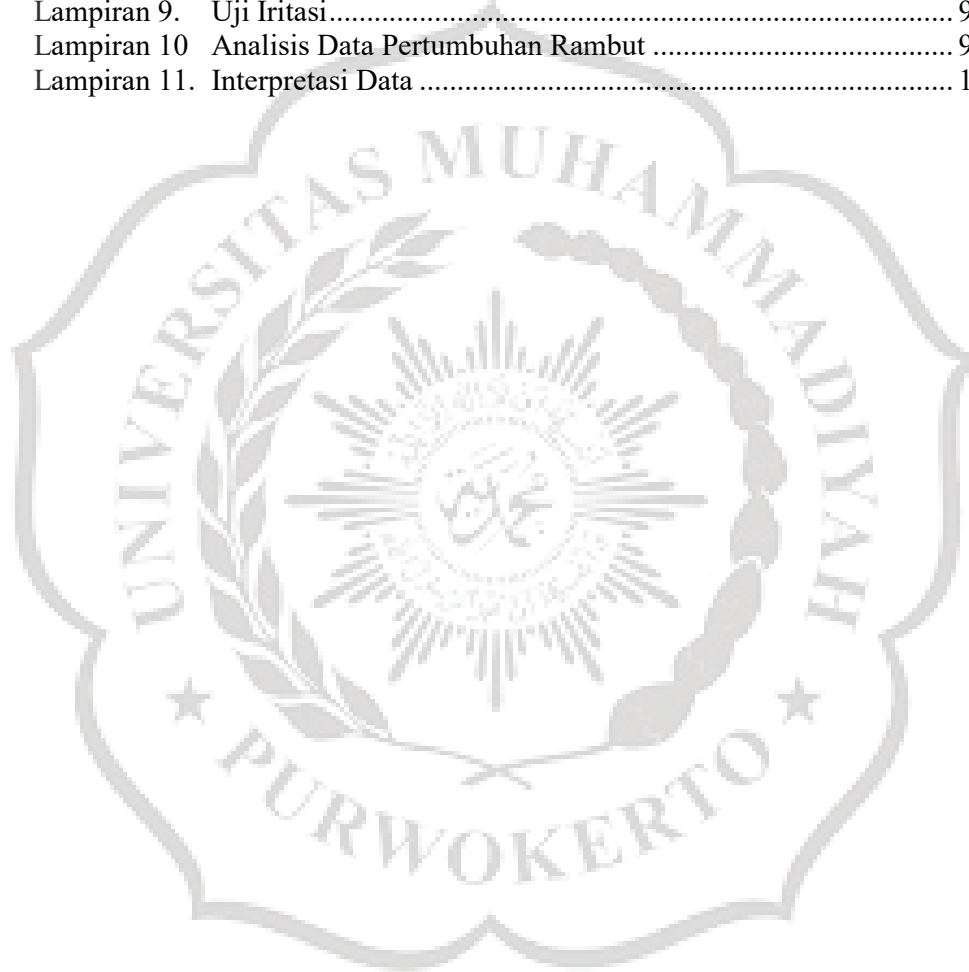 Lampiran 9. Uji Iritasi.................................................................................... 9
Lampiran 10 Analisis Data Pertumbuhan Rambut ........................................ 9
Lampiran 11. Interpretasi Data ....................................................................... 1
UNIVERSITAS MUHAMMADIYAH
PURWOKERTO